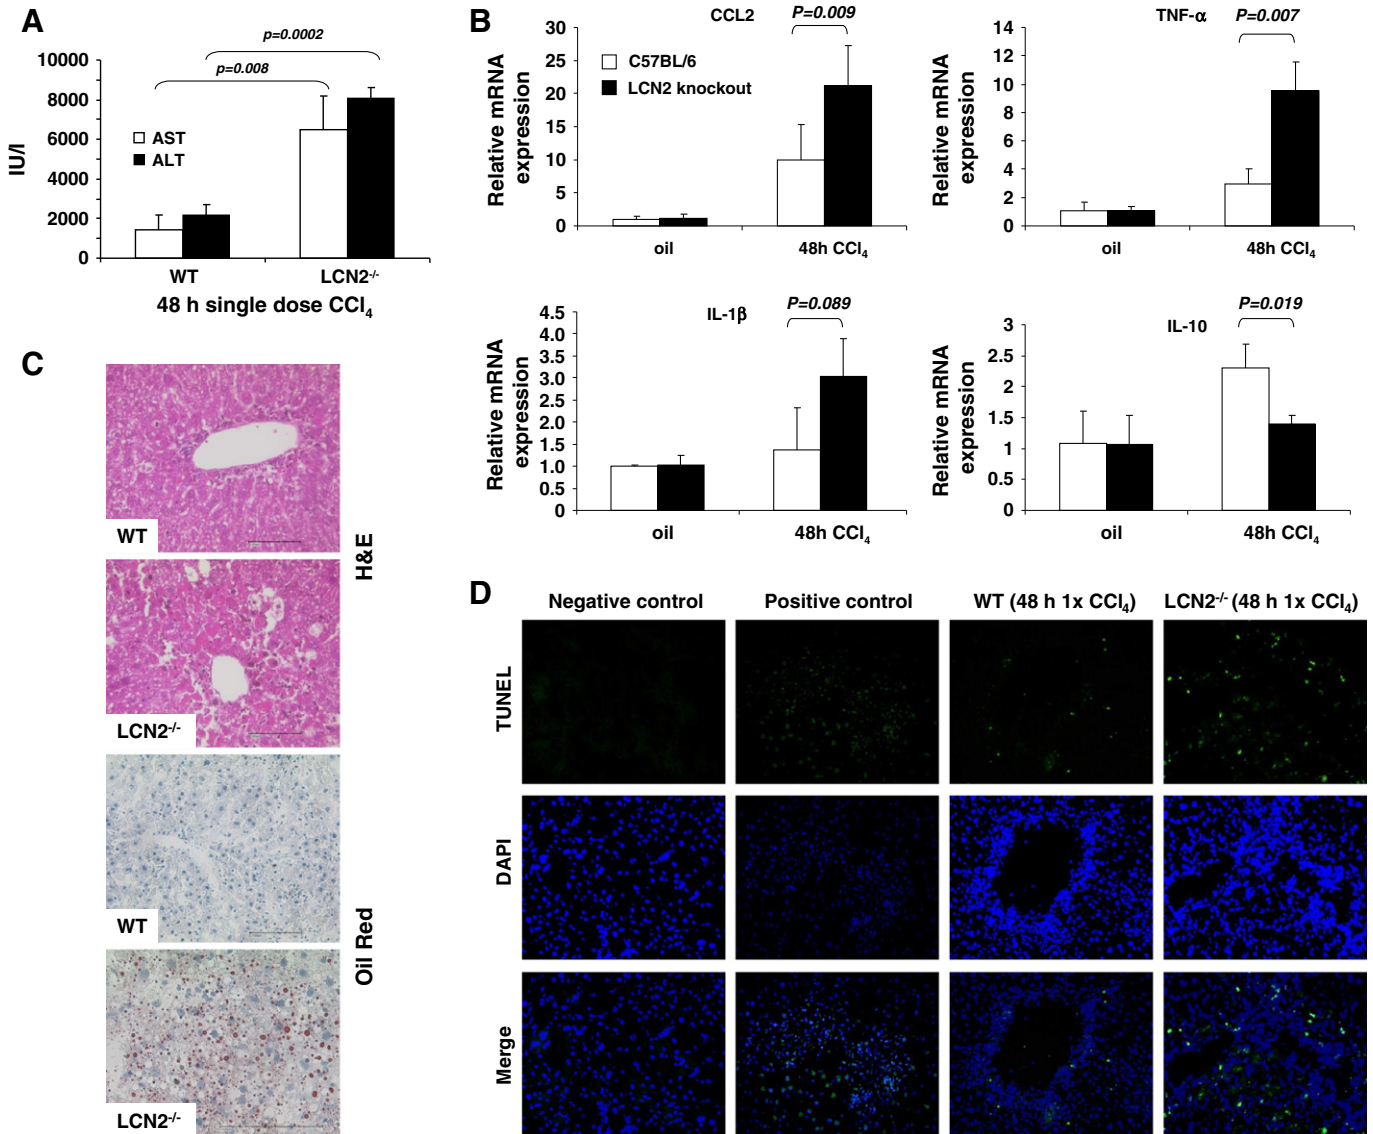 A
p=0.0002
p=0.008
10000
8000
6000
4000
2000
0
IU/l
AST
ALT
WT
LCN2-/-
48 h single dose CCl4
B
CCL2
P=0.009
30
25
20
15
10
5
0
Relative mRNA
expression
C57BL/6
LCN2 knockout
oil
48h CCl4
TNF-α
P=0.007
14
12
10
8
6
4
2
0
Relative mRNA
expression
oil
48h CCl4
IL-1β
P=0.089
4.5
4.0
3.5
3.0
2.5
2.0
1.5
1.0
0.5
0
Relative mRNA
expression
oil
48h CCl4
IL-10
P=0.019
3
2.5
2
1.5
1
0.5
0
Relative mRNA
expression
oil
48h CCl4
C
WT
LCN2-/-
H&E
WT
LCN2-/-
Oil Red
D
Negative control
Positive control
WT (48 h 1x CCl4)
LCN2-/- (48 h 1x CCl4)
TUNEL
DAPI
Merge